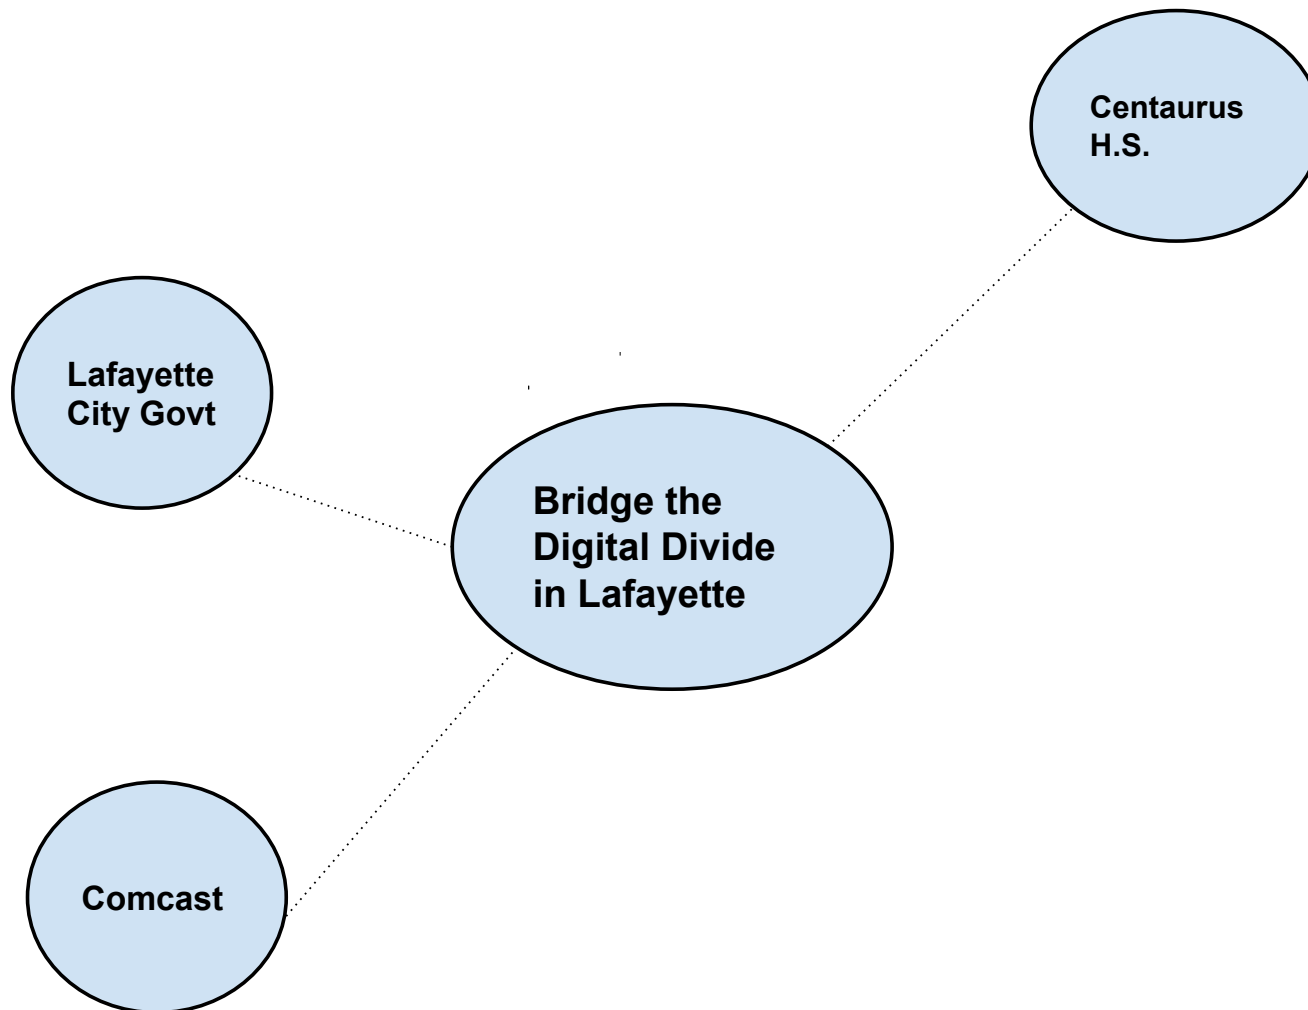 Centaurus
H.S.
Lafayette
City Govt
Bridge the
Digital Divide
in Lafayette
Comcast